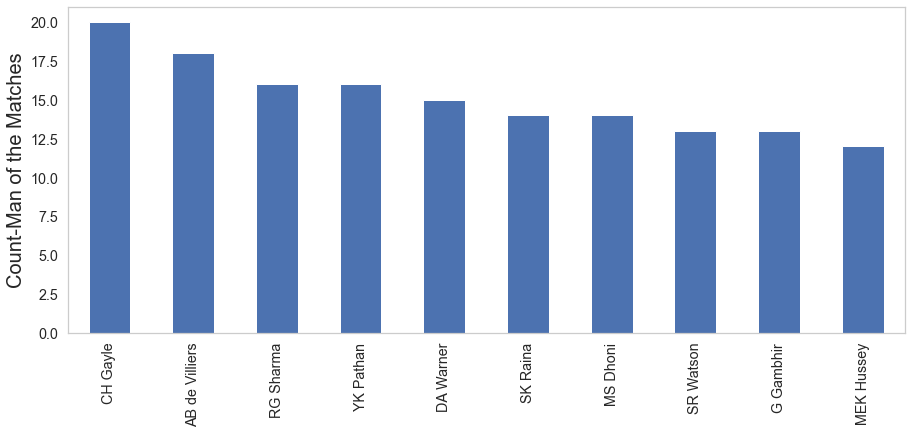 Count-Man of the Matches
20.0
17.5
15.0
12.5
10.0
7.5
5.0
2.5
0.0
CH Gayle
AB de Villiers
RG Sharma
YK Pathan
DA Warner
SK Raina
MS Dhoni
SR Watson
G Gambhir
MEK Hussey